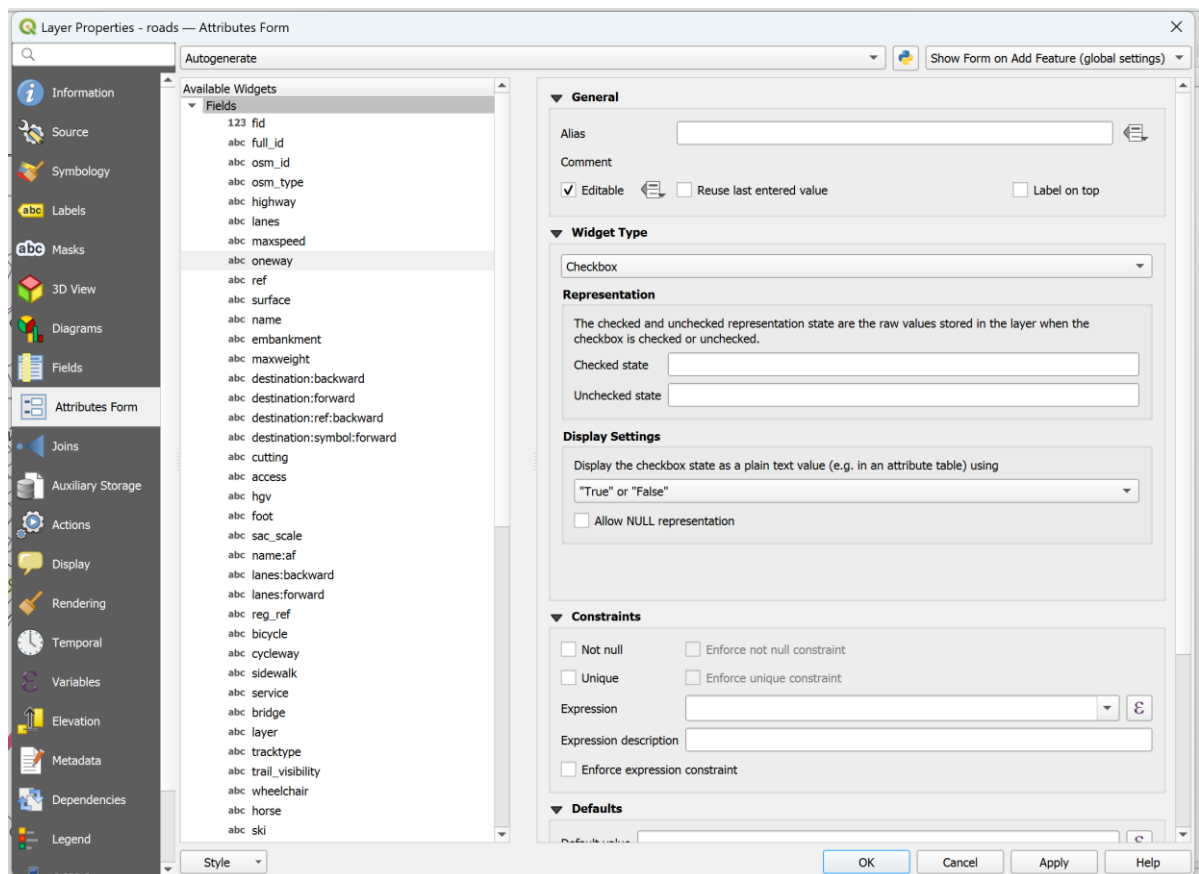 Layer Properties - roads — Attributes Form
Autogenerate
Show Form on Add Feature (global settings)
Information
Source
Symbology
abc Labels
abc Masks
3D View
Diagrams
Fields
Attributes Form
Joins
Auxiliary Storage
Actions
Display
Rendering
Temporal
Variables
Elevation
Metadata
Dependencies
Legend
Available Widgets
Fields
123 fid
abc full_id
abc osm_id
abc osm_type
abc highway
abc lanes
abc maxspeed
abc oneway
abc ref
abc surface
abc name
abc embankment
abc maxweight
abc destination:backward
abc destination:forward
abc destination:ref:backward
abc destination:symbol:forward
abc cutting
abc access
abc hgv
abc foot
abc sac_scale
abc name:af
abc lanes:backward
abc lanes:forward
abc reg_ref
abc bicycle
abc cycleway
abc sidewalk
abc service
abc bridge
abc layer
abc tracktype
abc trail_visibility
abc wheelchair
abc horse
abc ski
General
Alias
Comment
Editable Reuse last entered value Label on top
Widget Type
Checkbox
Representation
The checked and unchecked representation state are the raw values stored in the layer when the
checkbox is checked or unchecked.
Checked state
Unchecked state
Display Settings
Display the checkbox state as a plain text value (e.g. in an attribute table) using
"True" or "False"
Allow NULL representation
Constraints
Not null Enforce not null constraint
Unique Enforce unique constraint
Expression ε
Expression description
Enforce expression constraint
Defaults
Default value
Style
OK Cancel Apply Help